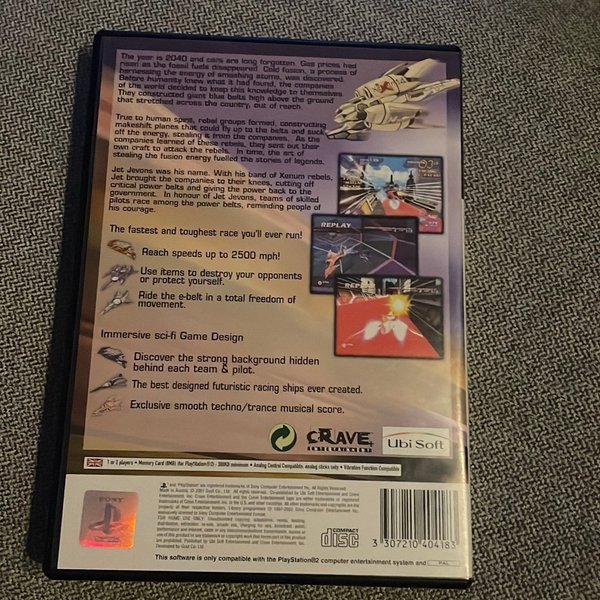 The year is 2040 and cars are long forgotten. Gas prices had
risen as the fossil fuels disappeared. Cold fusion, a process of
harnessing the energy of smashing atoms, was discovered.
Before humanity knew what it had found, the companies
of the world decided to keep this knowledge to themselves.
They constructed giant blue belts high above the ground
that stretched across the country, out of reach.
True to human spirit, rebel groups formed, constructing
makeshift planes that could fly up to the belts and suck
off the energy, stealing it from the companies. As the
companies learned of these rebels, they sent out their
own craft to attack the rebels. In time, the art of
stealing the fusion energy fuelled the stories of legends.
Jet Jevons was his name. With his band of Xenum rebels,
Jet brought the companies to their knees, cutting off
critical power belts and giving the power back to the
government. In honour of Jet Jevons, teams of skilled
pilots race among the power belts, reminding people of
his courage.
The fastest and toughest race you'll ever run!
Reach speeds up to 2500 mph!
Use items to destroy your opponents
or protect yourself.
Ride the e-belt in a total freedom of
movement.
REPLAY
Immersive sci-fi Game Design
Discover the strong background hidden
behind each team & pilot.
The best designed futuristic racing ships ever created.
Exclusive smooth techno/trance musical score.
CRAVE
ENTERTAINMENT
Ubi Soft
1 or 2 players • Memory Card (8MB) (for PlayStation®2) : 380KB minimum • Analog Control Compatible: analog sticks only • Vibration Function Compatible
SONY
COMPACT
disc
3 307210 404183
This software is only compatible with the PlayStation®2 computer entertainment system and
PAL